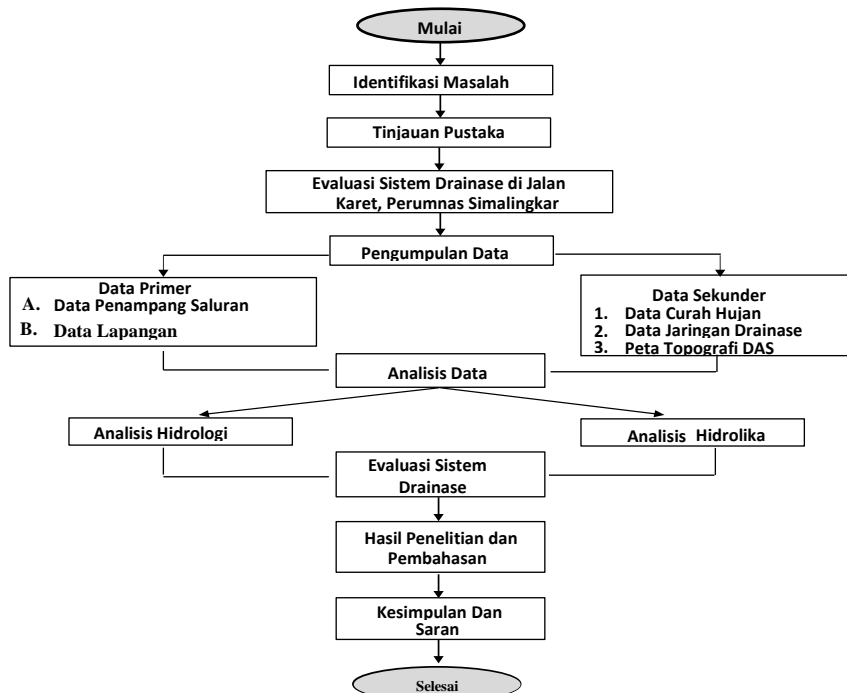 Mulai
Identifikasi Masalah
Tinjauan Pustaka
Evaluasi Sistem Drainase di Jalan
Karet, Perumnas Simalingkar
Pengumpulan Data
Data Primer
A. Data Penampang Saluran
B. Data Lapangan
Data Sekunder
1. Data Curah Hujan
2. Data Jaringan Drainase
3. Peta Topografi DAS
Analisis Data
Analisis Hidrologi
Analisis Hidrolika
Evaluasi Sistem
Drainase
Hasil Penelitian dan
Pembahasan
Kesimpulan Dan
Saran
Selesai